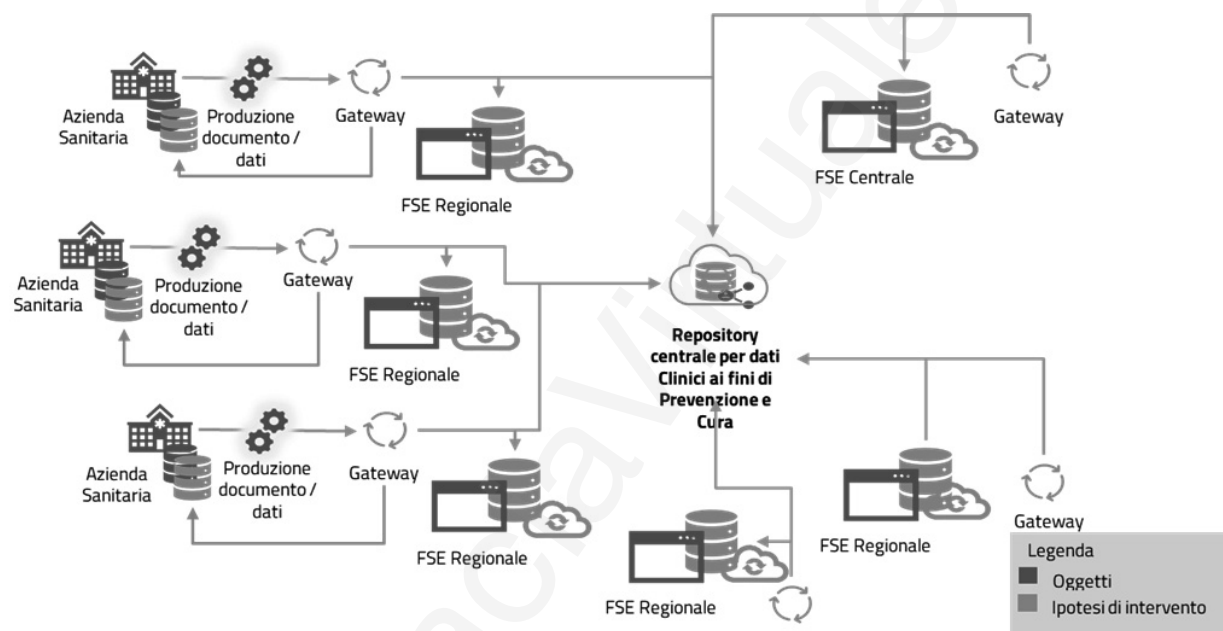 Azienda
Sanitaria
Produzione
documento /
dati
Gateway
FSE Regionale
FSE Centrale
Gateway
Azienda
Sanitaria
Produzione
documento /
dati
Gateway
FSE Regionale
Repository
centrale per dati
Clinici ai fini di
Prevenzione e
Cura
Azienda
Sanitaria
Produzione
documento /
dati
Gateway
FSE Regionale
FSE Regionale
FSE Regionale
Gateway
Legenda
Oggetti
Ipotesi di intervento